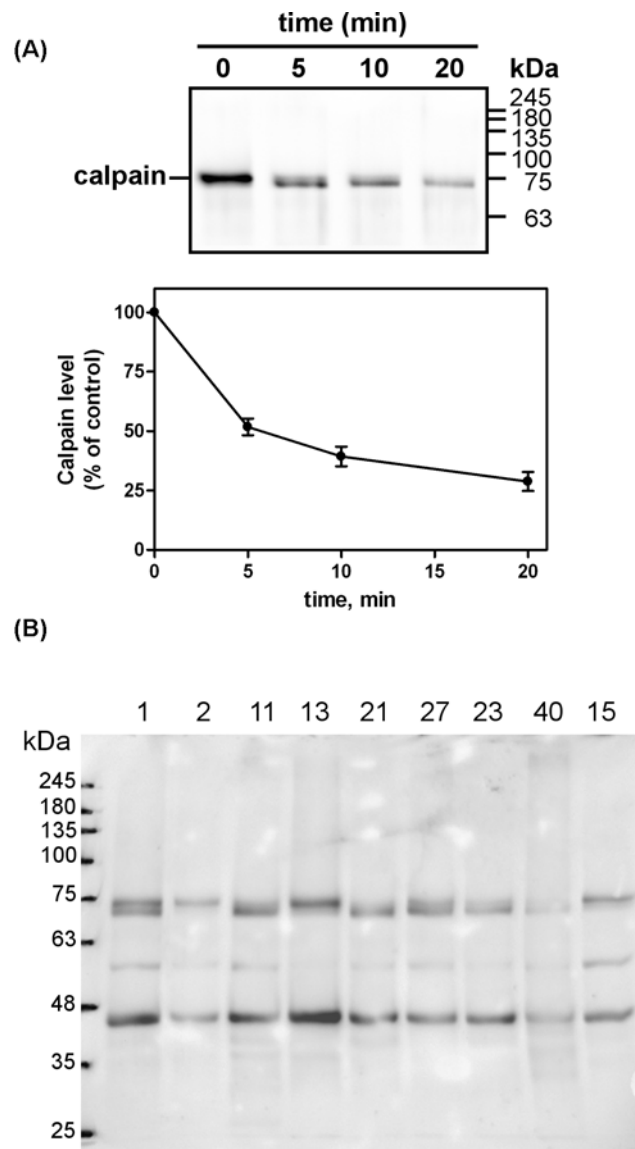 (A)
time (min)
0 5 10 20 kDa
245
180
135
100
calpain 75
63
100
75
50
25
0
Calpain level
(% of control)
0 5 10 15 20
time, min
(B)
1 2 11 13 21 27 23 40 15
kDa
245
180
135
100
75
63
48
35
25